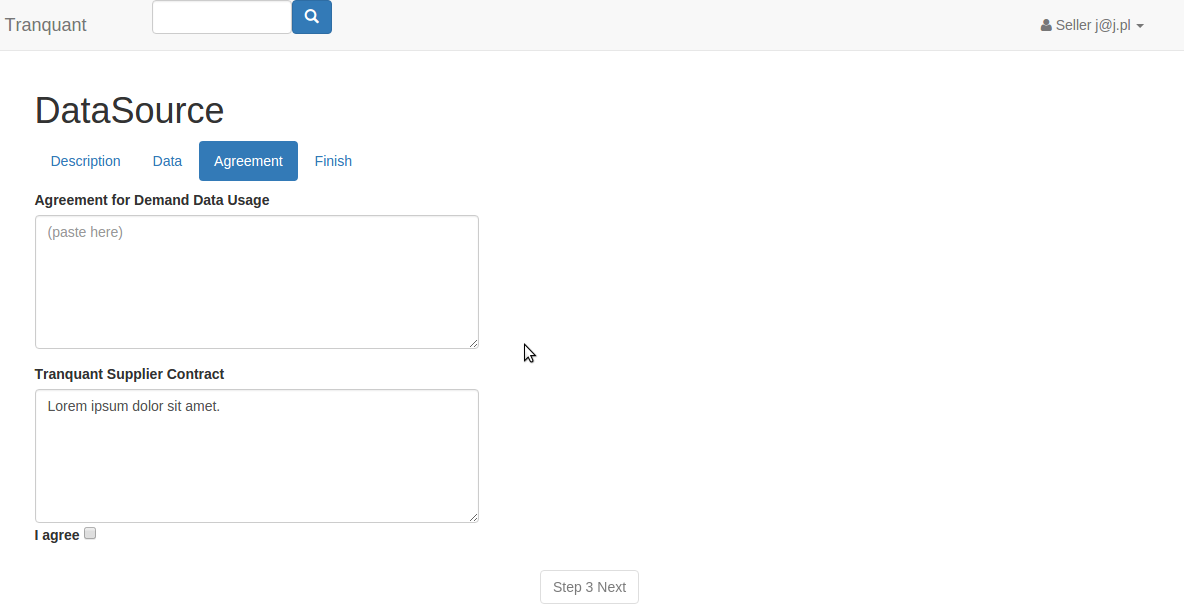 Tranquant
Seller j@j.pl
DataSource
Description Data Agreement Finish
Agreement for Demand Data Usage
(paste here)
Tranquant Supplier Contract
Lorem ipsum dolor sit amet.
I agree
Step 3 Next